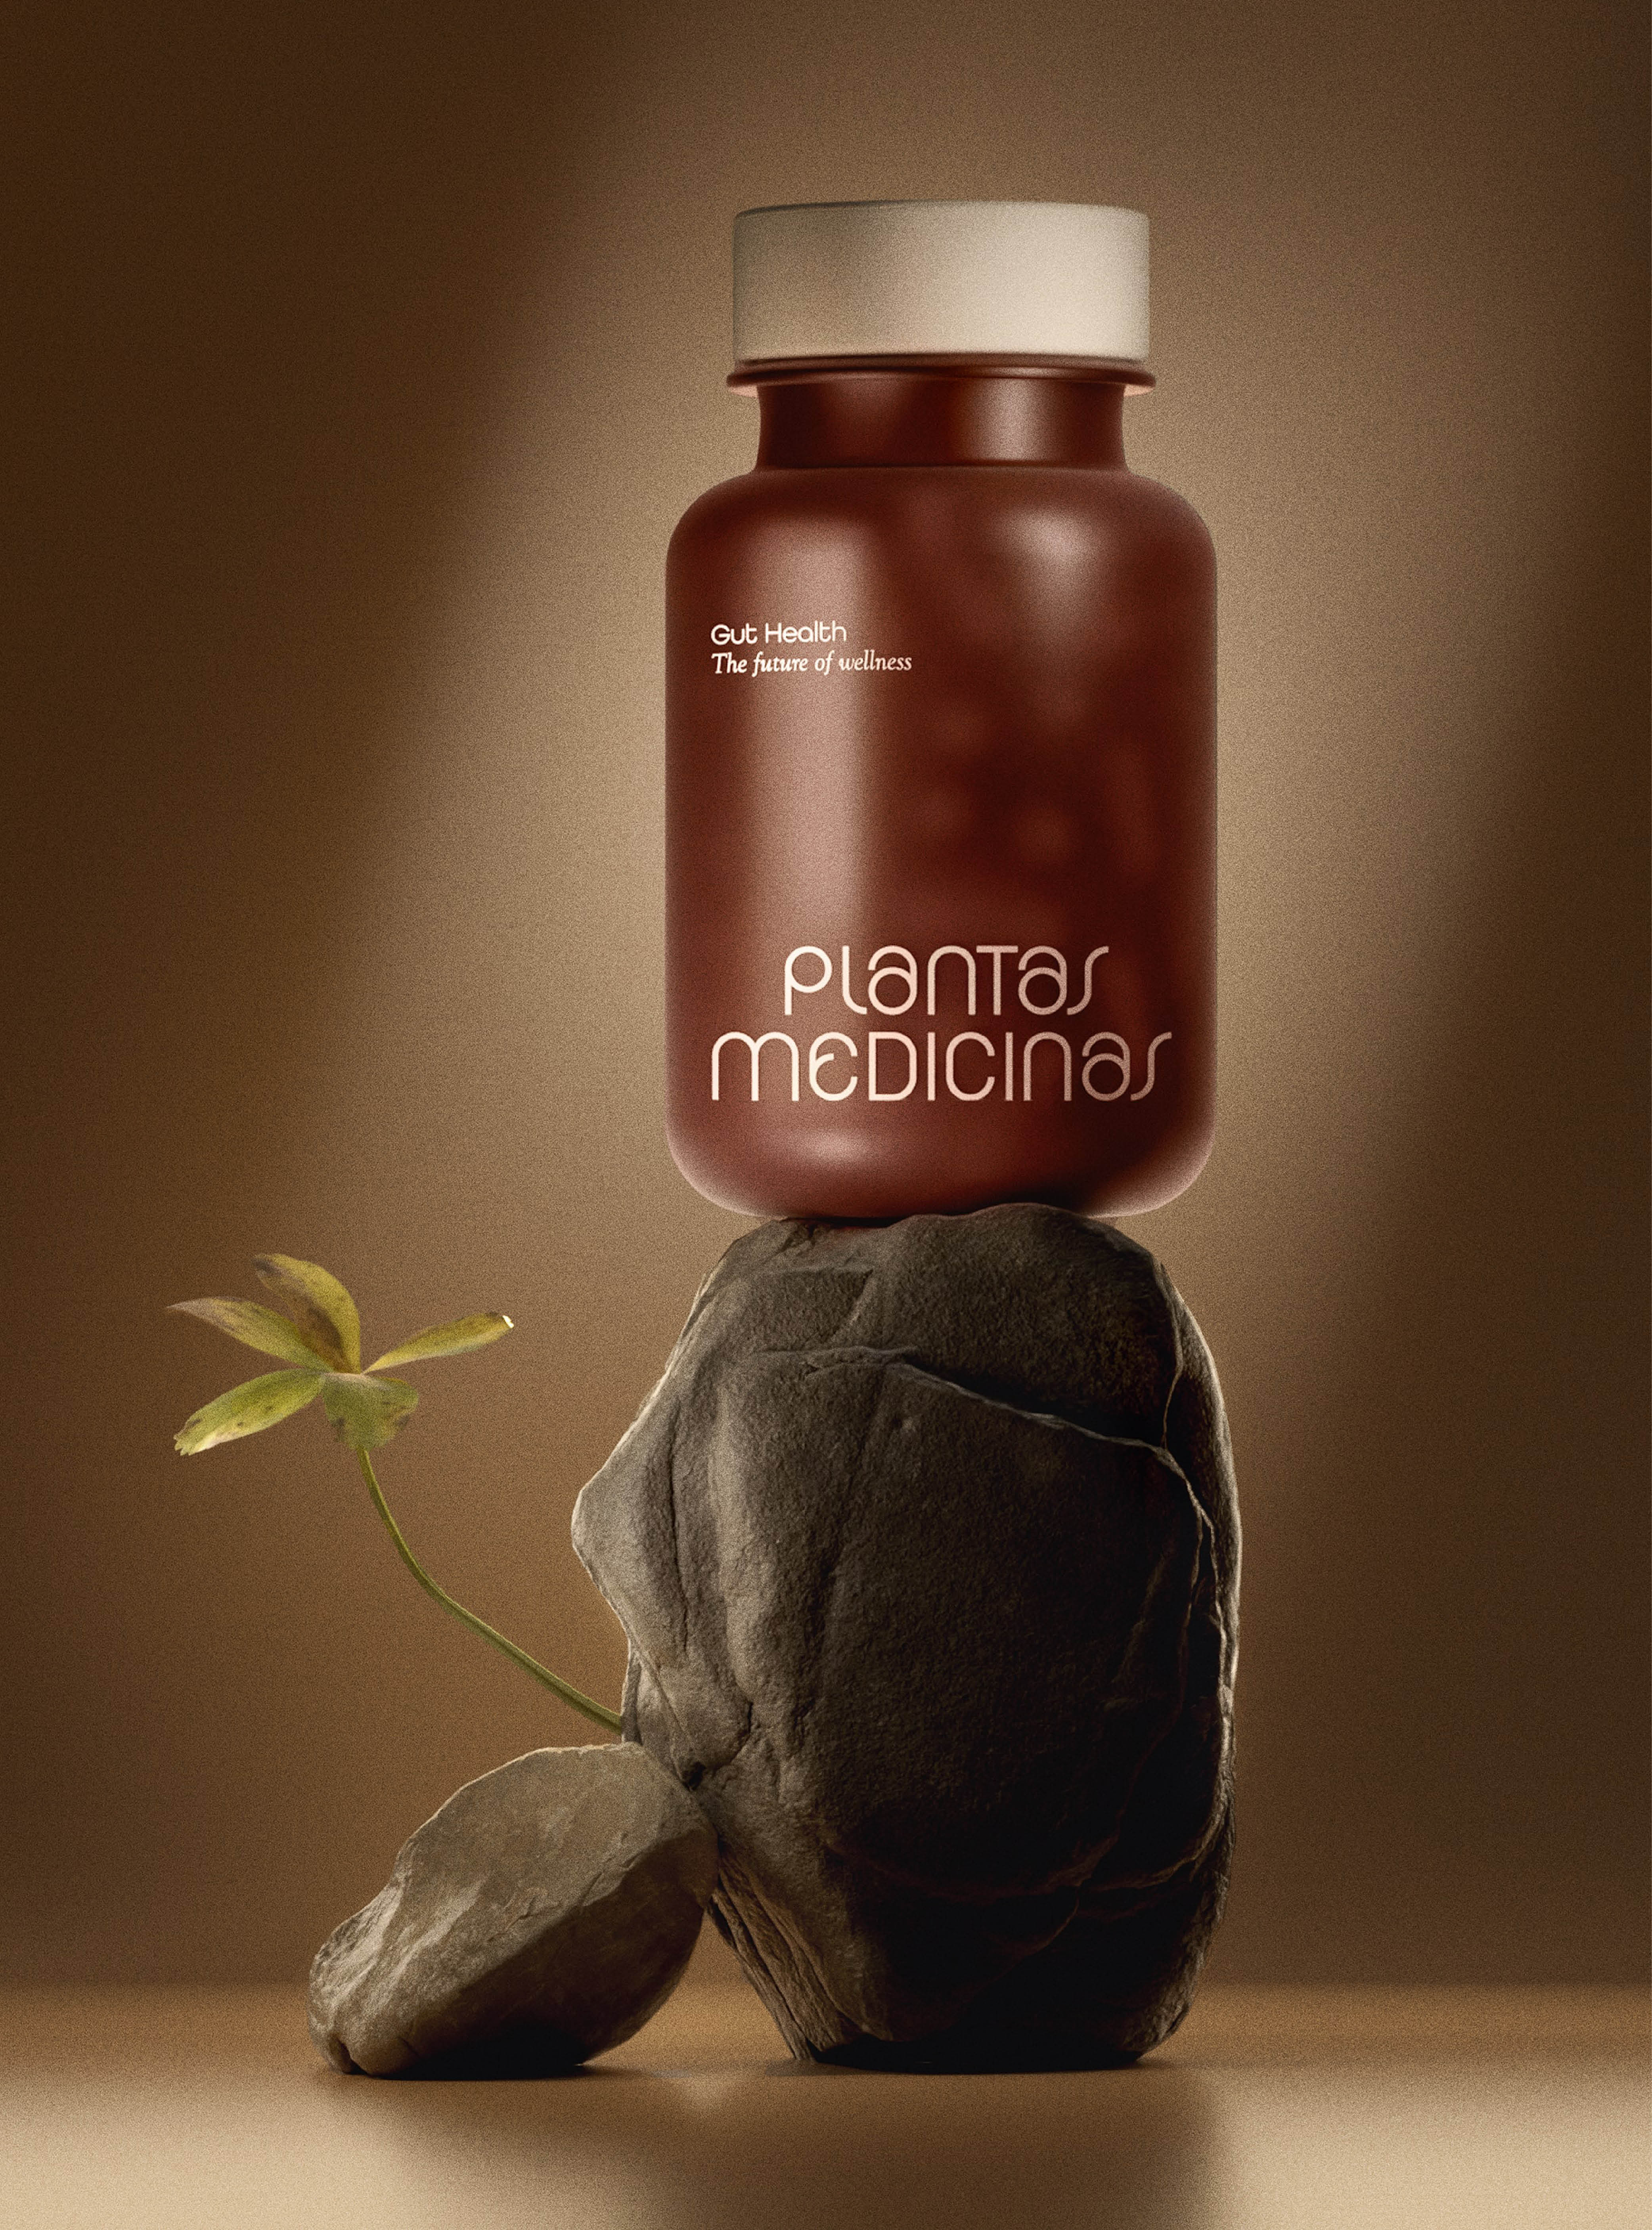 Gut Health
The future of wellness
PLANTAS
MEDICINAS